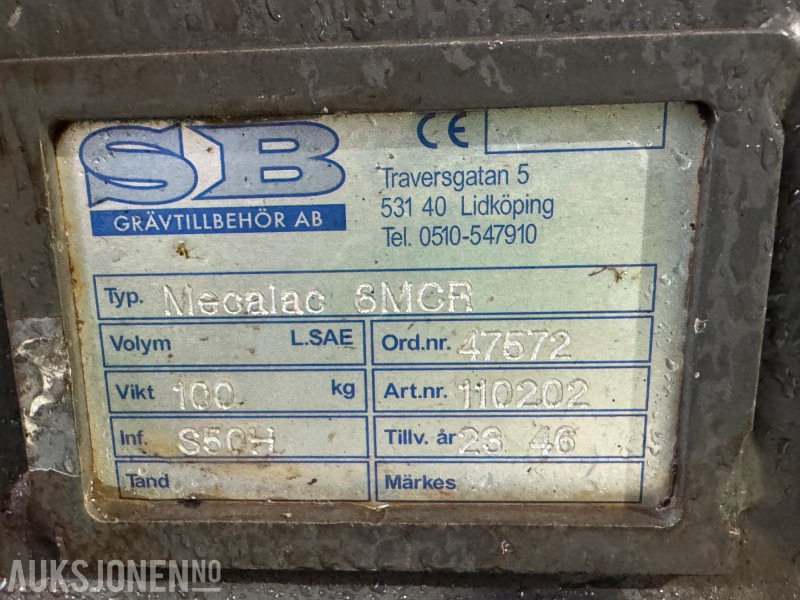 SB
GRÄVTILLBEHÖR AB
CE
Traversgatan 5
531 40 Lidköping
Tel. 0510-547910
Typ. Mecalac 6MCR
Volym L.SAE
Ord.nr. 47572
Vikt 100 kg
Art.nr. 110202
Inf. S50H
Tillv. år 23 46
Tand
Märkes
AUKSJONEN.NO